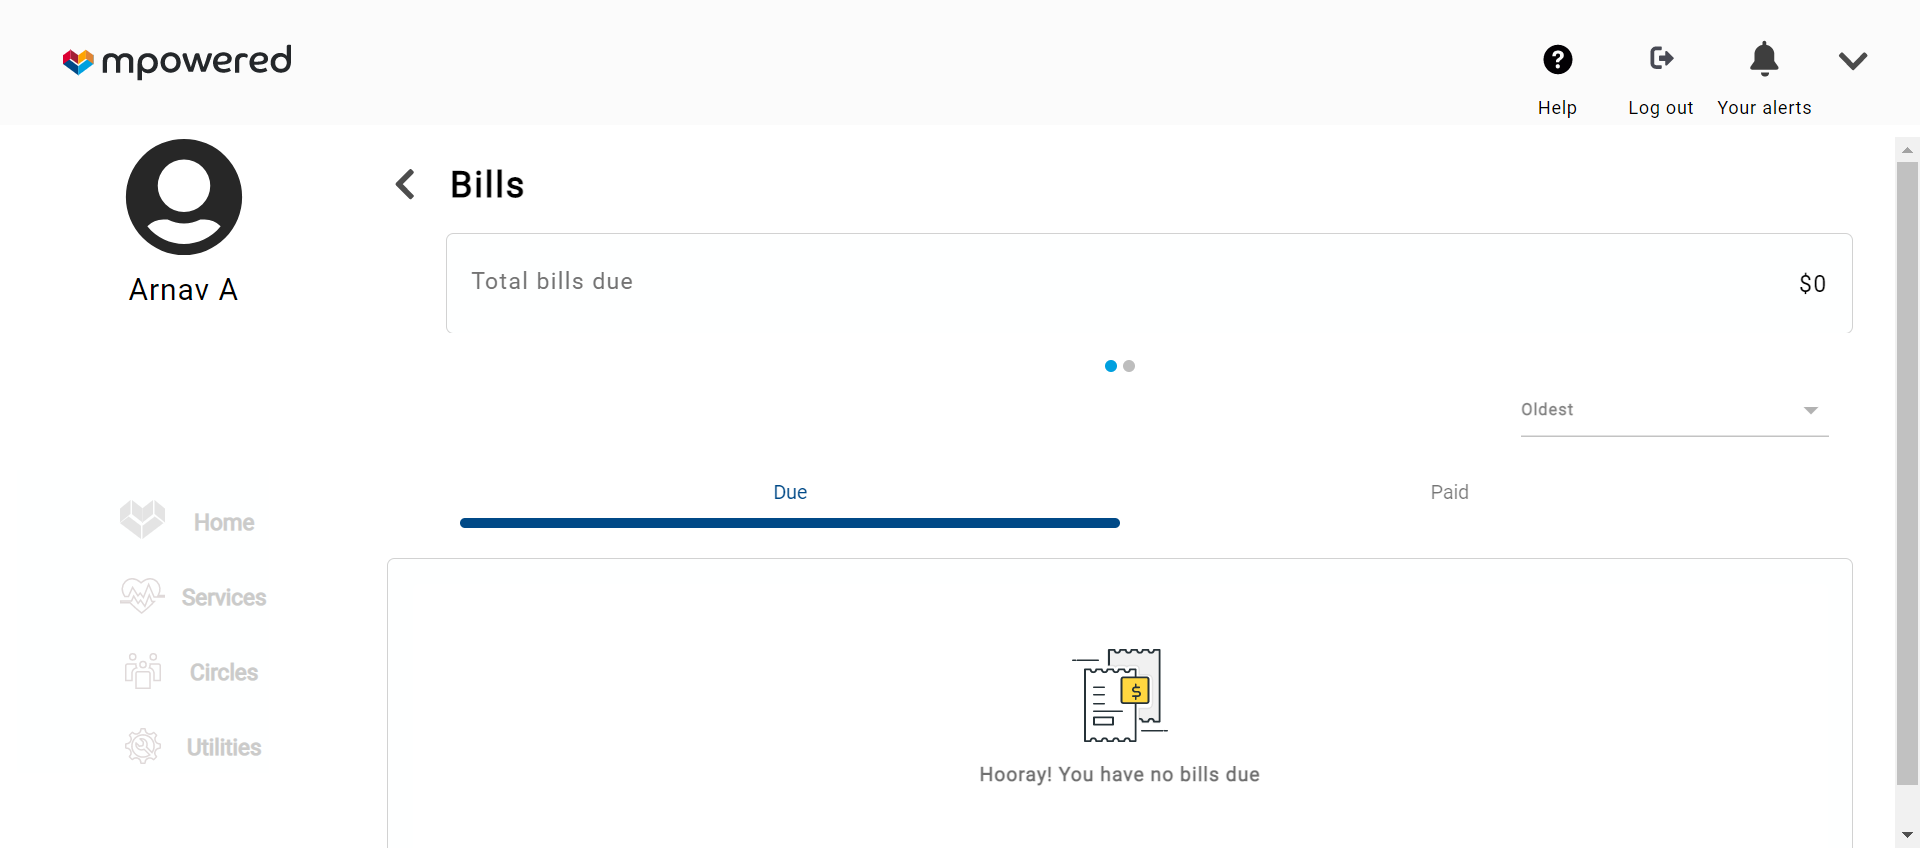 mpowered
Help
Log out
Your alerts
Arnav A
Bills
Total bills due
$0
Oldest
Due
Paid
Home
Services
Circles
Utilities
$
Hooray! You have no bills due